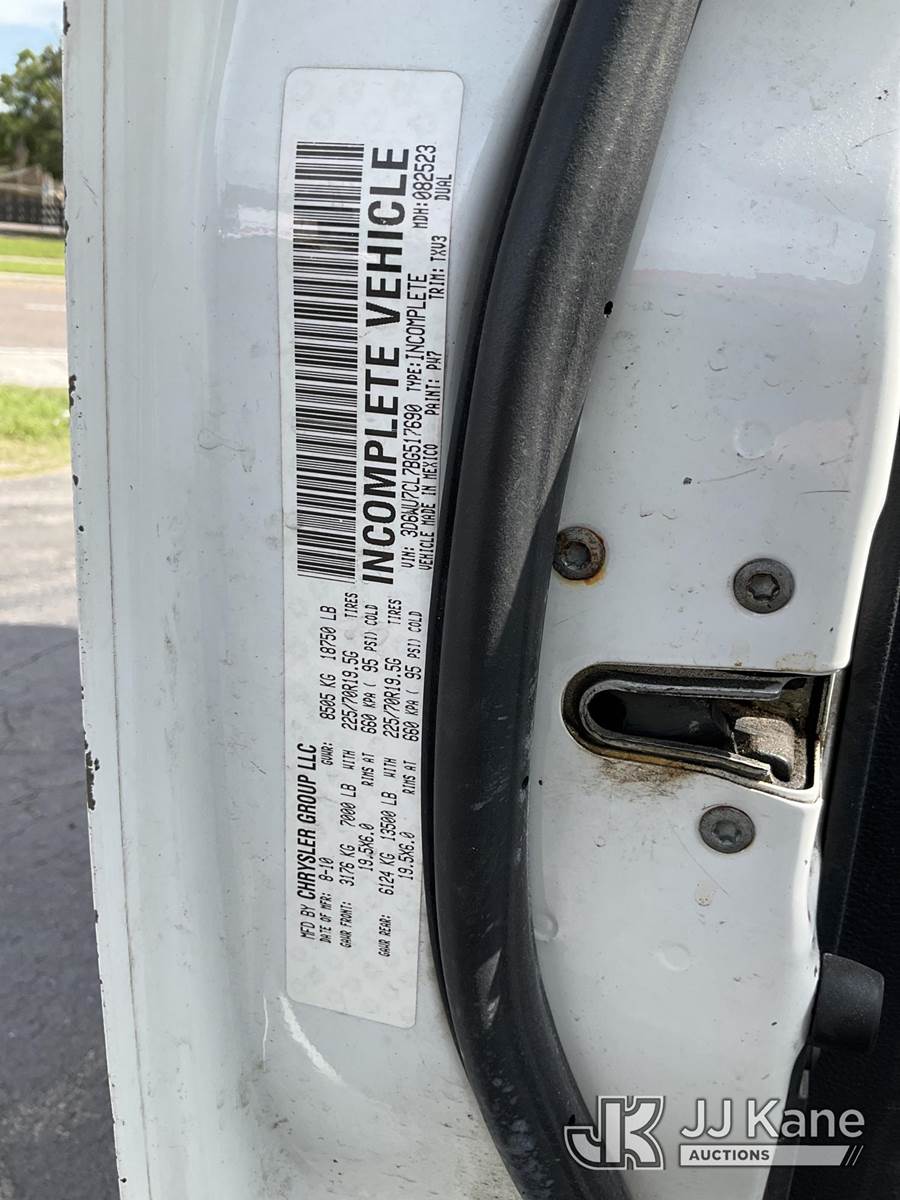 MFD BY CHRYSLER GROUP LLC
DATE OF MFR: 8-10 GVWR: 8505 KG 18750 LB
GAWR FRONT: 3176 KG 7000 LB WITH 225/70R19.5G TIRES
19.5X6.0 RIMS AT 660 KPA ( 95 PSI) COLD
GAWR REAR: 6124 KG 13500 LB WITH 225/70R19.5G TIRES
19.5X6.0 RIMS AT 660 KPA ( 95 PSI) COLD
INCOMPLETE VEHICLE
MDH:082523
VIN: 3D6WU7CL7BG517690 TYPE:INCOMPLETE DUAL
VEHICLE MADE IN MEXICO PAINT: PW7 TRIM: TXV3
JK JJ Kane
AUCTIONS